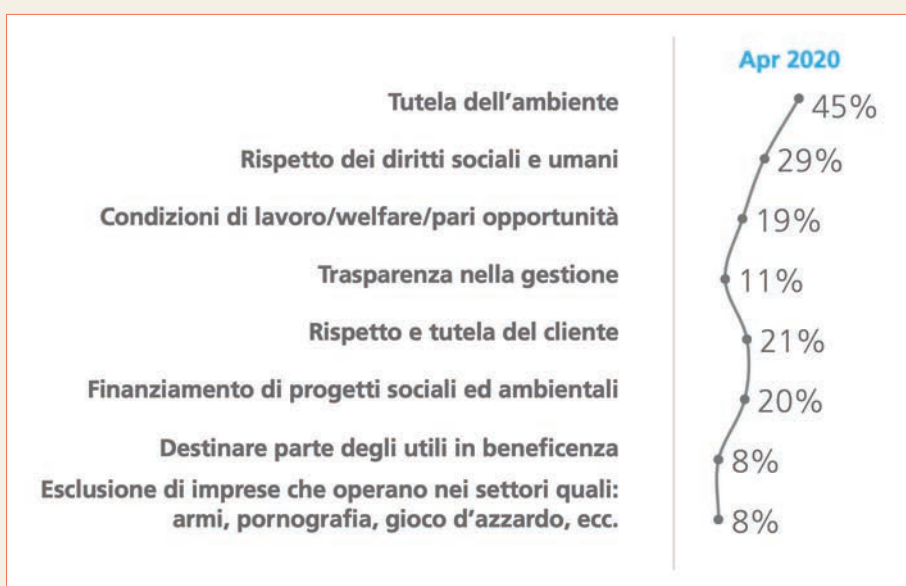 Apr 2020
Tutela dell'ambiente 45%
Rispetto dei diritti sociali e umani 29%
Condizioni di lavoro/welfare/pari opportunità 19%
Trasparenza nella gestione 11%
Rispetto e tutela del cliente 21%
Finanziamento di progetti sociali ed ambientali 20%
Destinare parte degli utili in beneficenza 8%
Esclusione di imprese che operano nei settori quali:
armi, pornografia, gioco d'azzardo, ecc. 8%